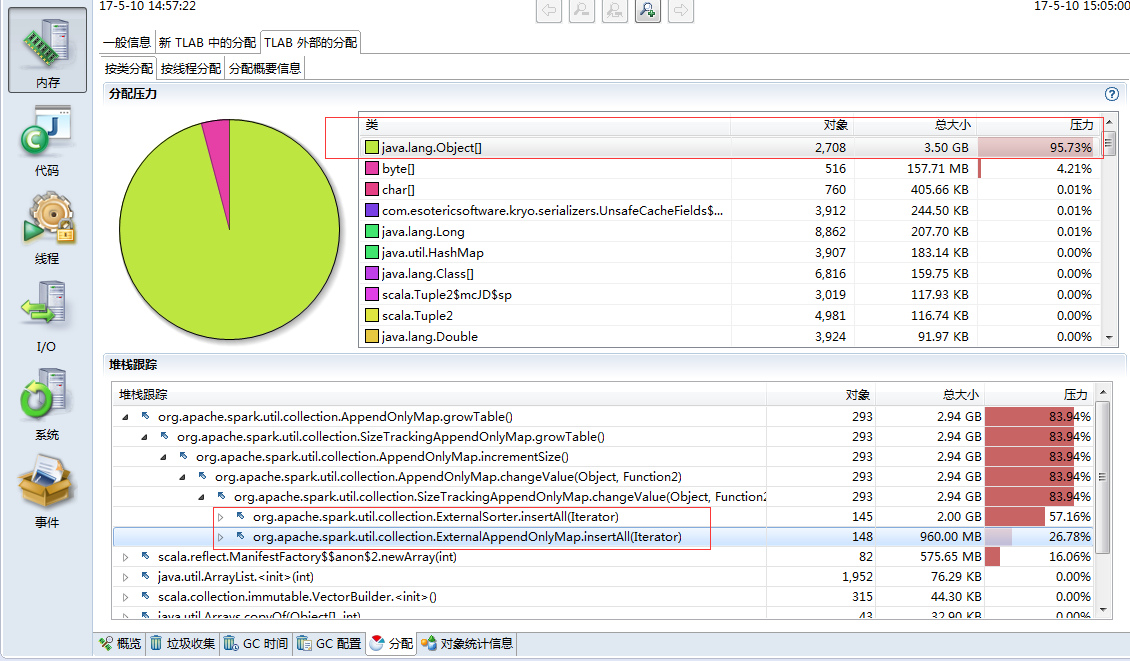 17-5-10 14:57:22 17-5-10 15:05:00
内存
代码
线程
I/O
系统
事件
一般信息 新 TLAB 中的分配 TLAB 外部的分配
按类分配 按线程分配 分配概要信息
分配压力
类 对象 总大小 压力
java.lang.Object[] 2,708 3.50 GB 95.73%
byte[] 516 157.71 MB 4.21%
char[] 760 405.66 KB 0.01%
com.esotericsoftware.kryo.serializers.UnsafeCacheFields$... 3,912 244.50 KB 0.01%
java.lang.Long 8,862 207.70 KB 0.01%
java.util.HashMap 3,907 183.14 KB 0.00%
java.lang.Class[] 6,816 159.75 KB 0.00%
scala.Tuple2$mcJD$sp 3,019 117.93 KB 0.00%
scala.Tuple2 4,981 116.74 KB 0.00%
java.lang.Double 3,924 91.97 KB 0.00%
堆栈跟踪
堆栈跟踪 对象 总大小 压力
org.apache.spark.util.collection.AppendOnlyMap.growTable() 293 2.94 GB 83.94%
org.apache.spark.util.collection.SizeTrackingAppendOnlyMap.growTable() 293 2.94 GB 83.94%
org.apache.spark.util.collection.AppendOnlyMap.incrementSize() 293 2.94 GB 83.94%
org.apache.spark.util.collection.AppendOnlyMap.changeValue(Object, Function2) 293 2.94 GB 83.94%
org.apache.spark.util.collection.SizeTrackingAppendOnlyMap.changeValue(Object, Function2 293 2.94 GB 83.94%
org.apache.spark.util.collection.ExternalSorter.insertAll(Iterator) 145 2.00 GB 57.16%
org.apache.spark.util.collection.ExternalAppendOnlyMap.insertAll(Iterator) 148 960.00 MB 26.78%
scala.reflect.ManifestFactory$$anon$2.newArray(int) 82 575.65 MB 16.06%
java.util.ArrayList.<init>(int) 1,952 76.29 KB 0.00%
scala.collection.immutable.VectorBuilder.<init>() 315 44.30 KB 0.00%
java.util.Arrays.copyOf(Object[], int) 43 32.90 KB 0.00%
概览 垃圾收集 GC 时间 GC 配置 分配 对象统计信息